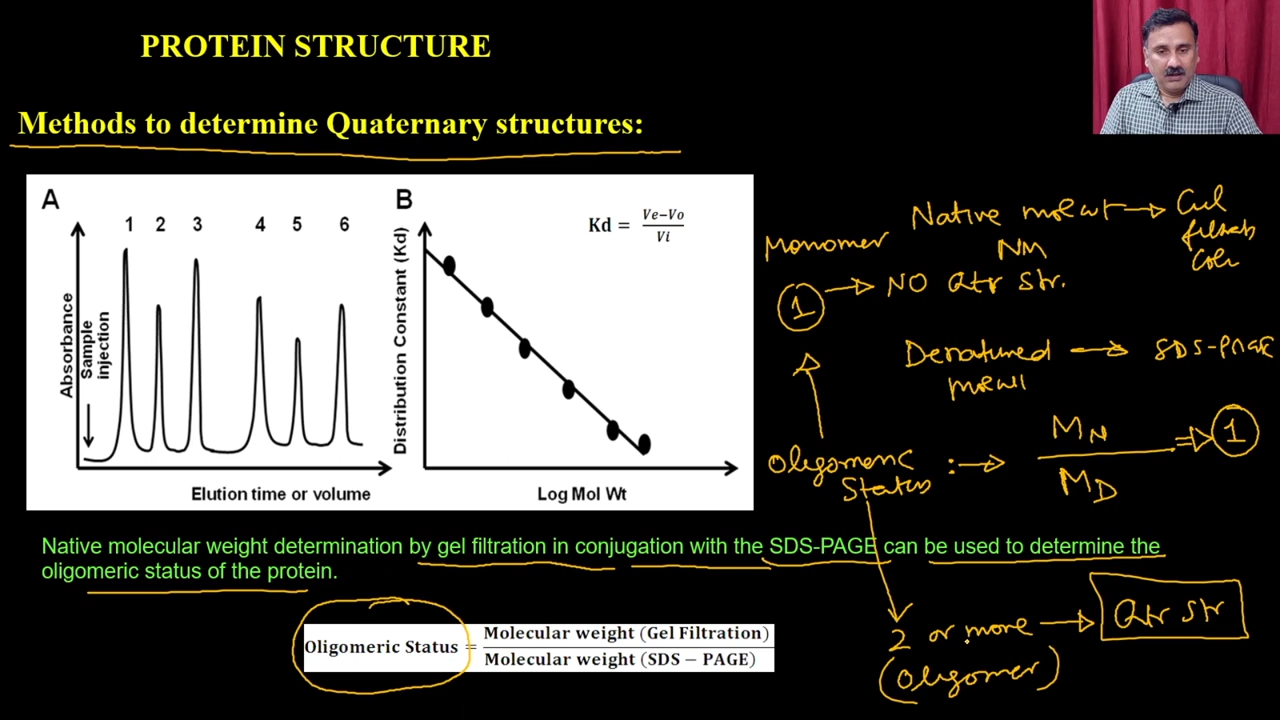 PROTEIN STRUCTURE
Methods to determine Quaternary structures:
A
1 2 3 4 5 6
Absorbance
Sample injection
Elution time or volume
B
Kd = Ve–Vo / Vi
Distribution Constant (Kd)
Log Mol Wt
Native mol wt → Gel
NM
Monomer
1 → NO Qtr Str.
Denatured → SDS-PAGE
Oligomeric
Status :→ MN / MD ⇒ 1
Native molecular weight determination by gel filtration in conjugation with the SDS-PAGE can be used to determine the
oligomeric status of the protein.
Oligomeric Status = Molecular weight (Gel Filtration)
Molecular weight (SDS – PAGE)
2 or more → Qtr Str
(Oligomer)